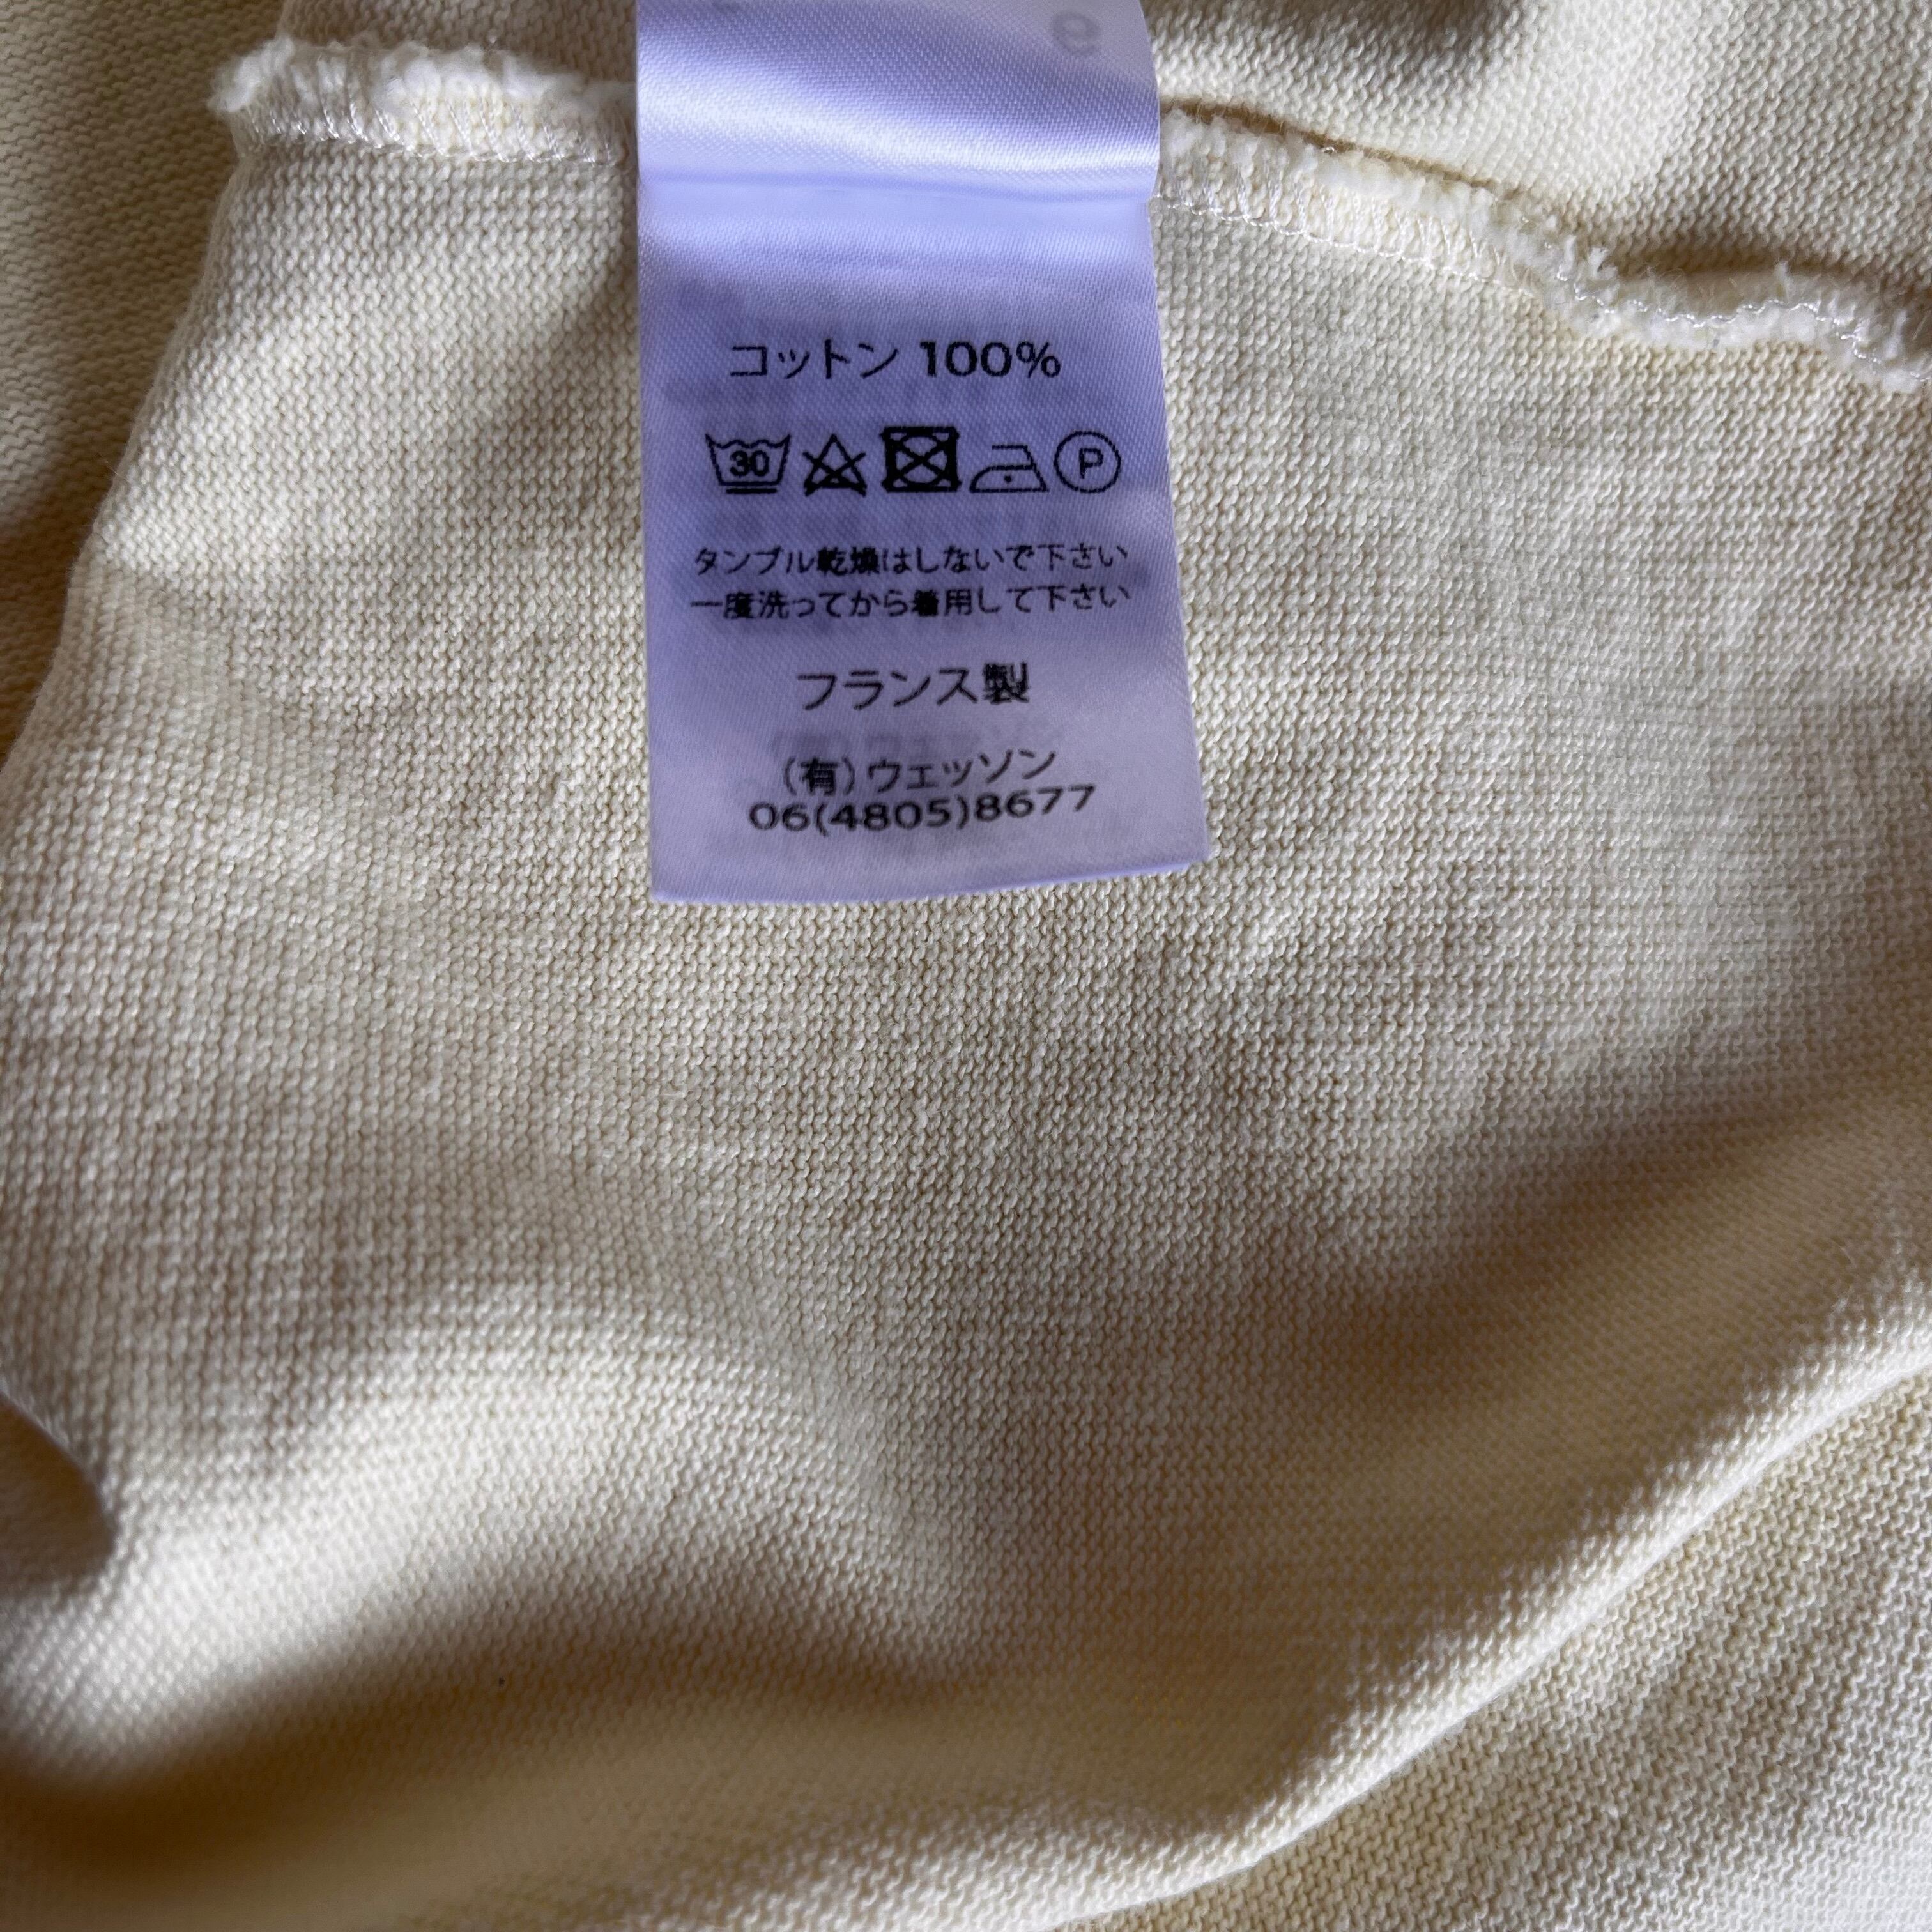 コットン 100%
30 P
タンブル乾燥はしないで下さい
一度洗ってから着用して下さい
フランス製
(有)ウェッソン
06(4805)8677